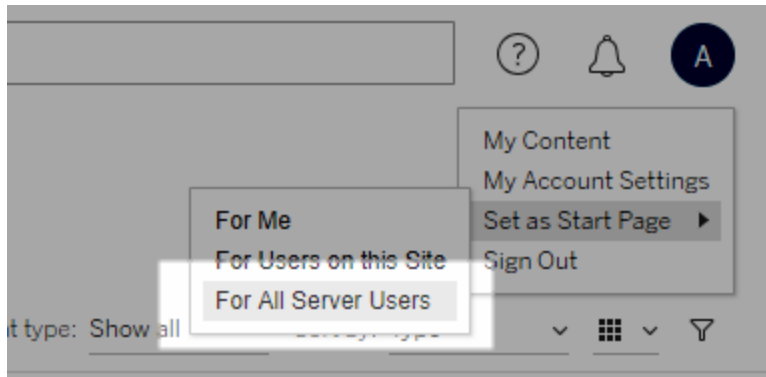 ?
A
My Content
My Account Settings
For Me
Set as Start Page
For Users on this Site
Sign Out
For All Server Users
t type: Show all